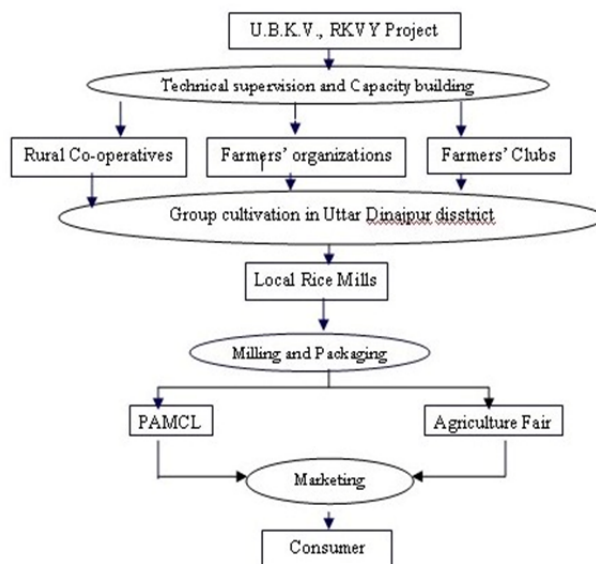 U.B.K.V., RKVY Project
Technical supervision and Capacity building
Rural Co-operatives
Farmers' organizations
Farmers' Clubs
Group cultivation in Uttar Dinajpur disstrict
Local Rice Mills
Milling and Packaging
PAMCL
Agriculture Fair
Marketing
Consumer